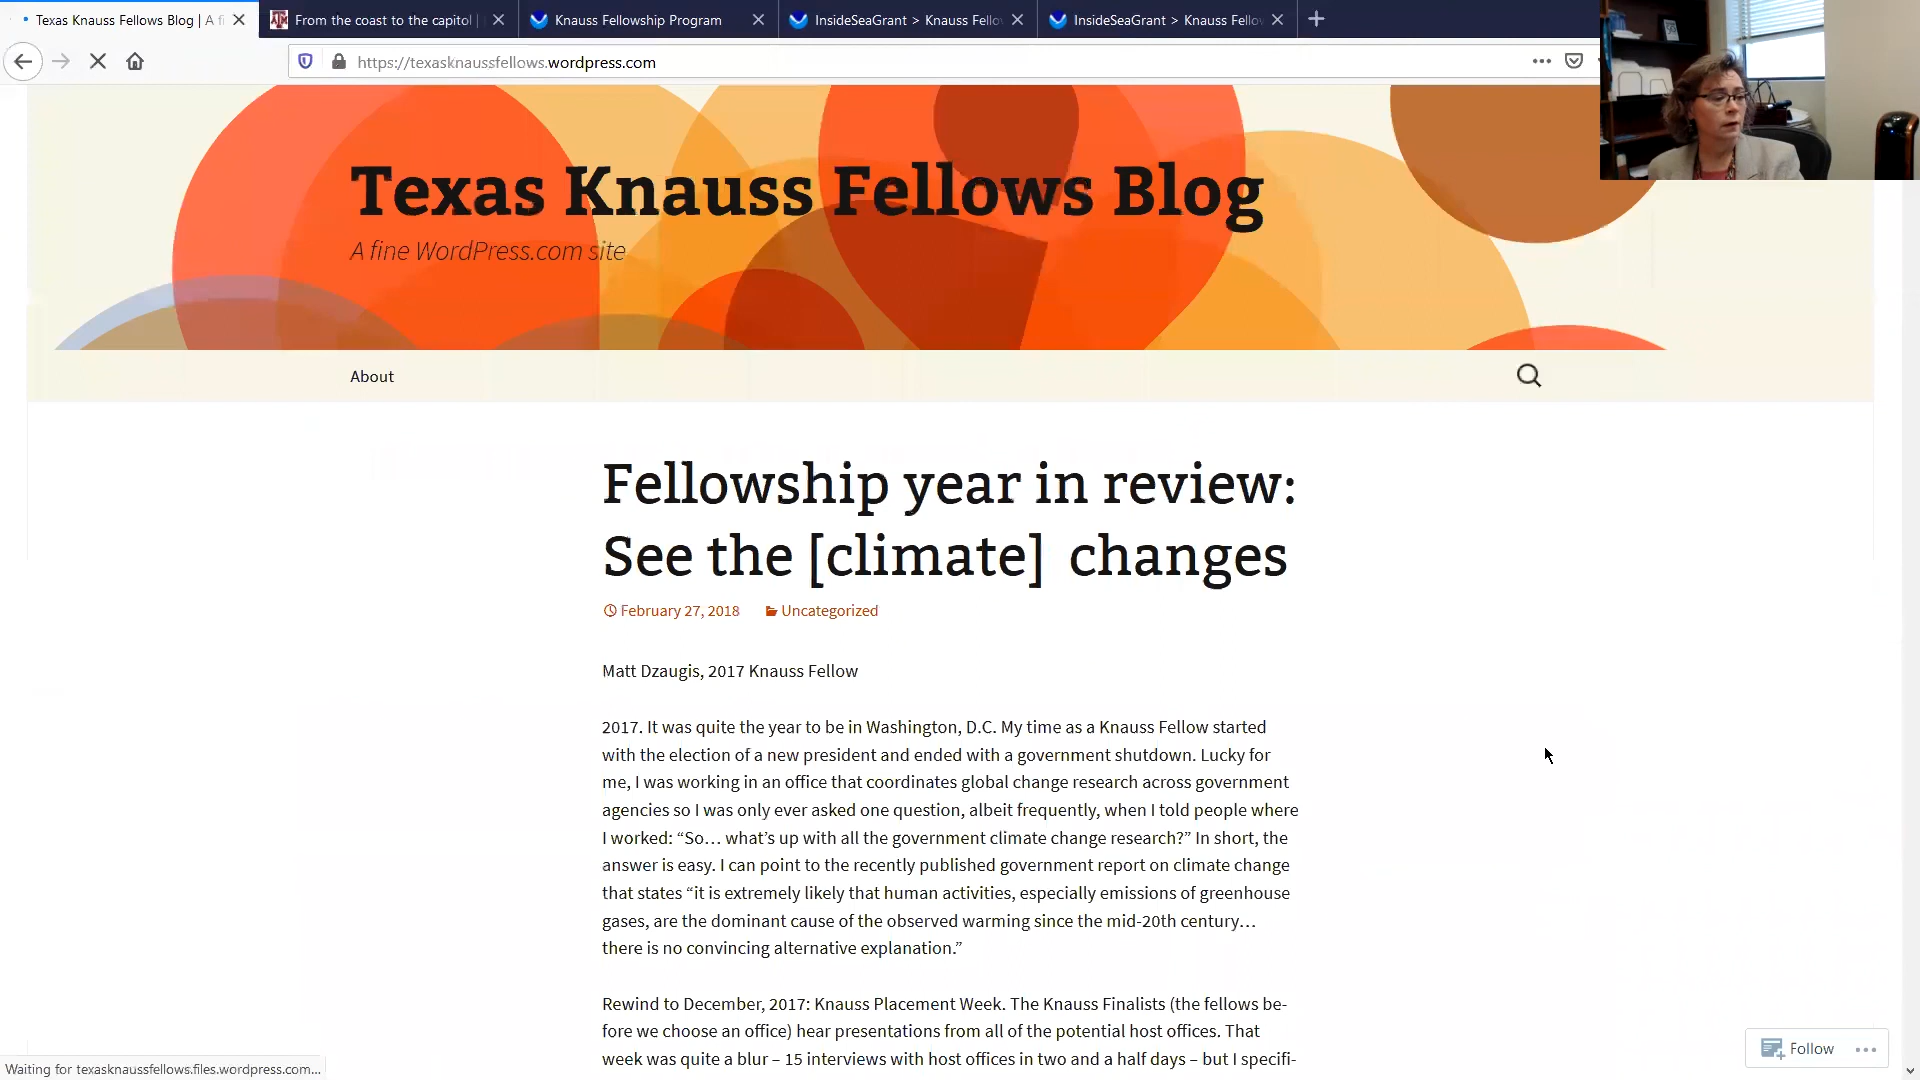 Texas Knauss Fellows Blog | A fi
From the coast to the capitol |
Knauss Fellowship Program
InsideSeaGrant > Knauss Fello
InsideSeaGrant > Knauss Fellow
https://texasknaussfellows.wordpress.com
Texas Knauss Fellows Blog
A fine WordPress.com site
About
Fellowship year in review:
See the [climate] changes
February 27, 2018 Uncategorized
Matt Dzaugis, 2017 Knauss Fellow
2017. It was quite the year to be in Washington, D.C. My time as a Knauss Fellow started
with the election of a new president and ended with a government shutdown. Lucky for
me, I was working in an office that coordinates global change research across government
agencies so I was only ever asked one question, albeit frequently, when I told people where
I worked: “So… what’s up with all the government climate change research?” In short, the
answer is easy. I can point to the recently published government report on climate change
that states “it is extremely likely that human activities, especially emissions of greenhouse
gases, are the dominant cause of the observed warming since the mid-20th century…
there is no convincing alternative explanation.”
Rewind to December, 2017: Knauss Placement Week. The Knauss Finalists (the fellows be-
fore we choose an office) hear presentations from all of the potential host offices. That
week was quite a blur – 15 interviews with host offices in two and a half days – but I specifi-
Follow
Waiting for texasknaussfellows.files.wordpress.com...